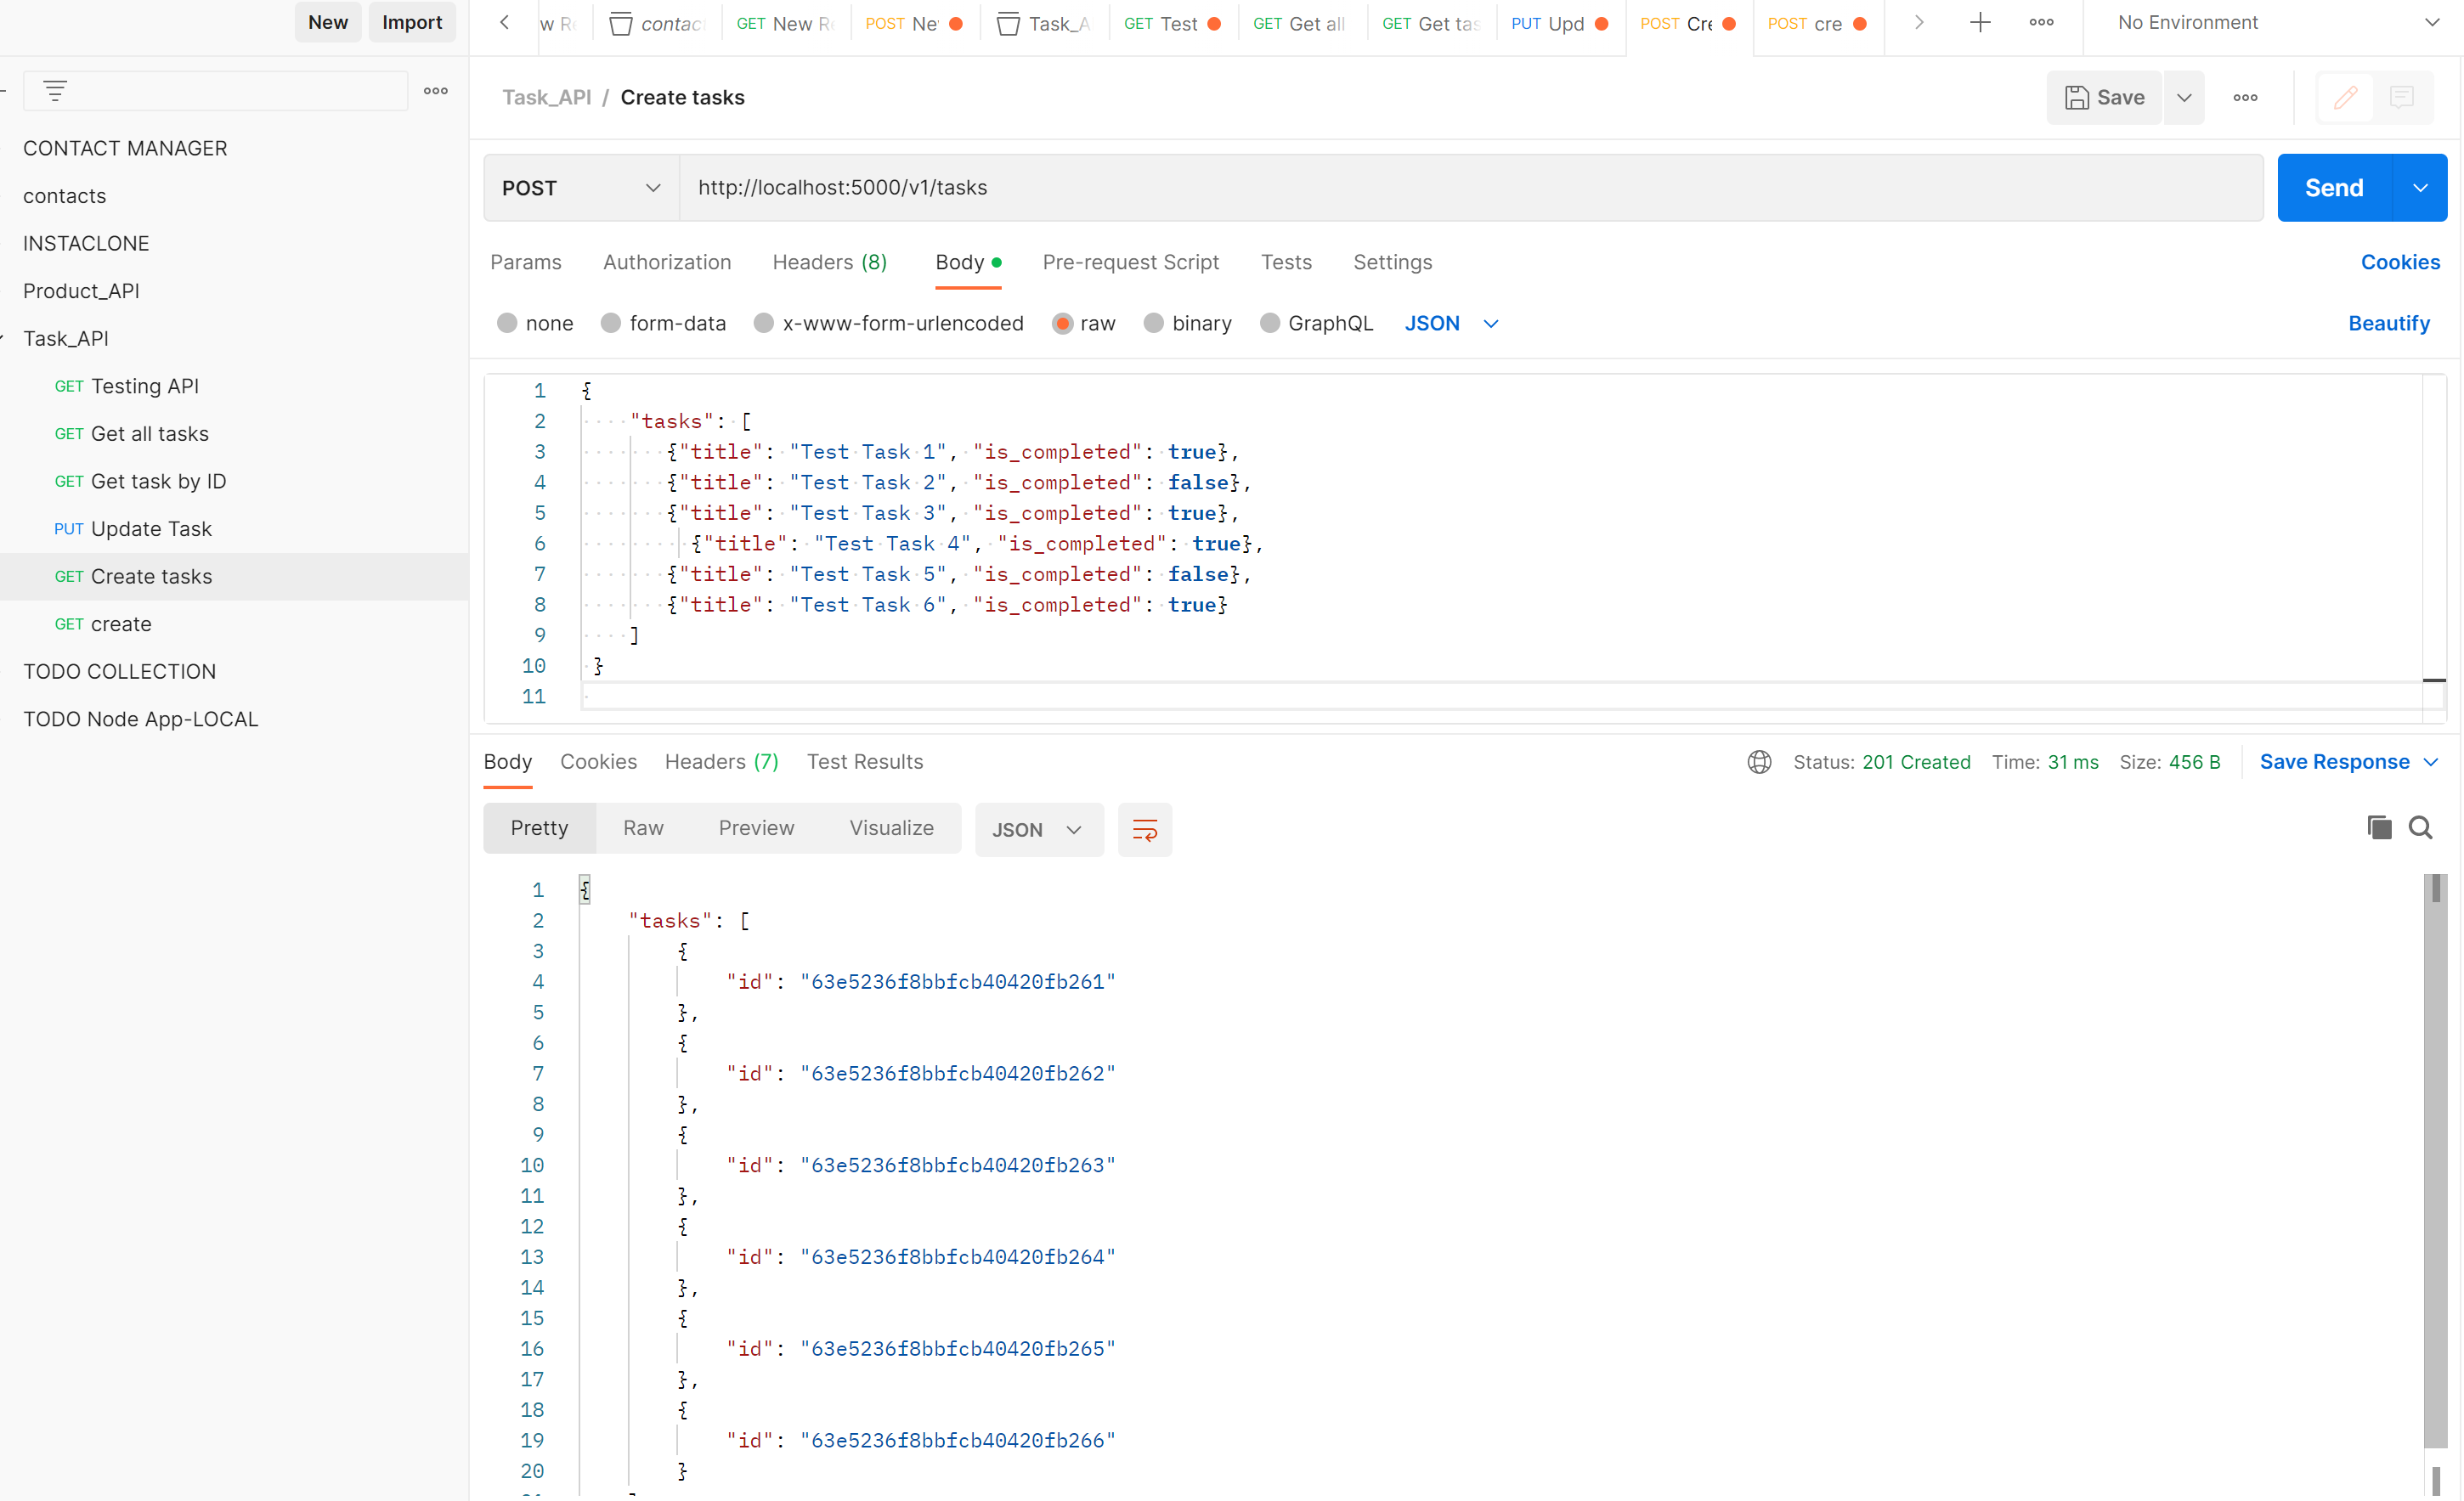 New Import
w Re contac GET New Re POST Ne Task_A GET Test GET Get all GET Get tas PUT Upd POST Cre POST cre No Environment
Task_API / Create tasks
Save
CONTACT MANAGER
contacts
INSTACLONE
Product_API
Task_API
GET Testing API
GET Get all tasks
GET Get task by ID
PUT Update Task
GET Create tasks
GET create
TODO COLLECTION
TODO Node App-LOCAL
POST http://localhost:5000/v1/tasks Send
Params Authorization Headers (8) Body Pre-request Script Tests Settings Cookies
none form-data x-www-form-urlencoded raw binary GraphQL JSON Beautify
1 {
2 "tasks": [
3 {"title": "Test Task 1", "is_completed": true},
4 {"title": "Test Task 2", "is_completed": false},
5 {"title": "Test Task 3", "is_completed": true},
6 {"title": "Test Task 4", "is_completed": true},
7 {"title": "Test Task 5", "is_completed": false},
8 {"title": "Test Task 6", "is_completed": true}
9 ]
10 }
11
Body Cookies Headers (7) Test Results Status: 201 Created Time: 31 ms Size: 456 B Save Response
Pretty Raw Preview Visualize JSON
1 {
2 "tasks": [
3 {
4 "id": "63e5236f8bbfcb40420fb261"
5 },
6 {
7 "id": "63e5236f8bbfcb40420fb262"
8 },
9 {
10 "id": "63e5236f8bbfcb40420fb263"
11 },
12 {
13 "id": "63e5236f8bbfcb40420fb264"
14 },
15 {
16 "id": "63e5236f8bbfcb40420fb265"
17 },
18 {
19 "id": "63e5236f8bbfcb40420fb266"
20 }